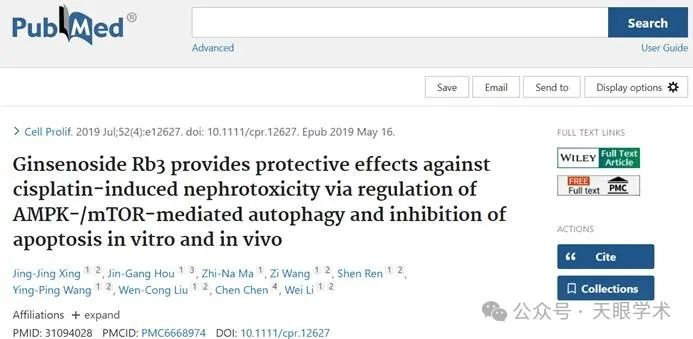 PubMed®
Search
Advanced
User Guide
Save
Email
Send to
Display options
> Cell Prolif. 2019 Jul;52(4):e12627. doi: 10.1111/cpr.12627. Epub 2019 May 16.
Ginsenoside Rb3 provides protective effects against
cisplatin-induced nephrotoxicity via regulation of
AMPK-/mTOR-mediated autophagy and inhibition of
apoptosis in vitro and in vivo
Jing-Jing Xing 1 2, Jin-Gang Hou 1 3, Zhi-Na Ma 1, Zi Wang 1 2, Shen Ren 1 2,
Ying-Ping Wang 1 2, Wen-Cong Liu 1 2, Chen Chen 4, Wei Li 1 2
Affiliations + expand
PMID: 31094028 PMCID: PMC6668974 DOI: 10.1111/cpr.12627
FULL TEXT LINKS
WILEY Full Text Article
FREE Full text PMC
ACTIONS
Cite
Collections
公众号 · 天眼学术